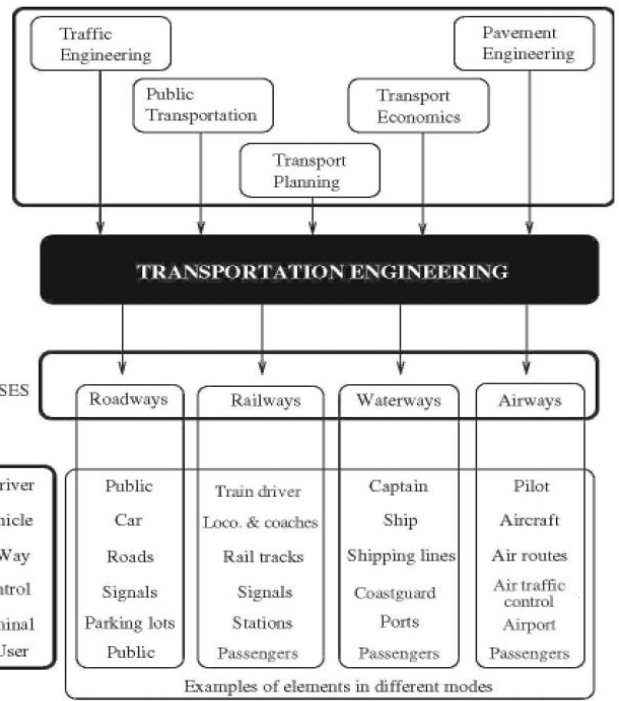 Traffic
Engineering
Pavement
Engineering
Public
Transportation
Transport
Economics
Transport
Planning
TRANSPORTATION ENGINEERING
SES
Roadways
Railways
Waterways
Airways
river
Public
Train driver
Captain
Pilot
hicle
Car
Loco. & coaches
Ship
Aircraft
Way
Roads
Rail tracks
Shipping lines
Air routes
ntrol
Signals
Signals
Coastguard
Air traffic
control
minal
Parking lots
Stations
Ports
Airport
User
Public
Passengers
Passengers
Passengers
Examples of elements in different modes